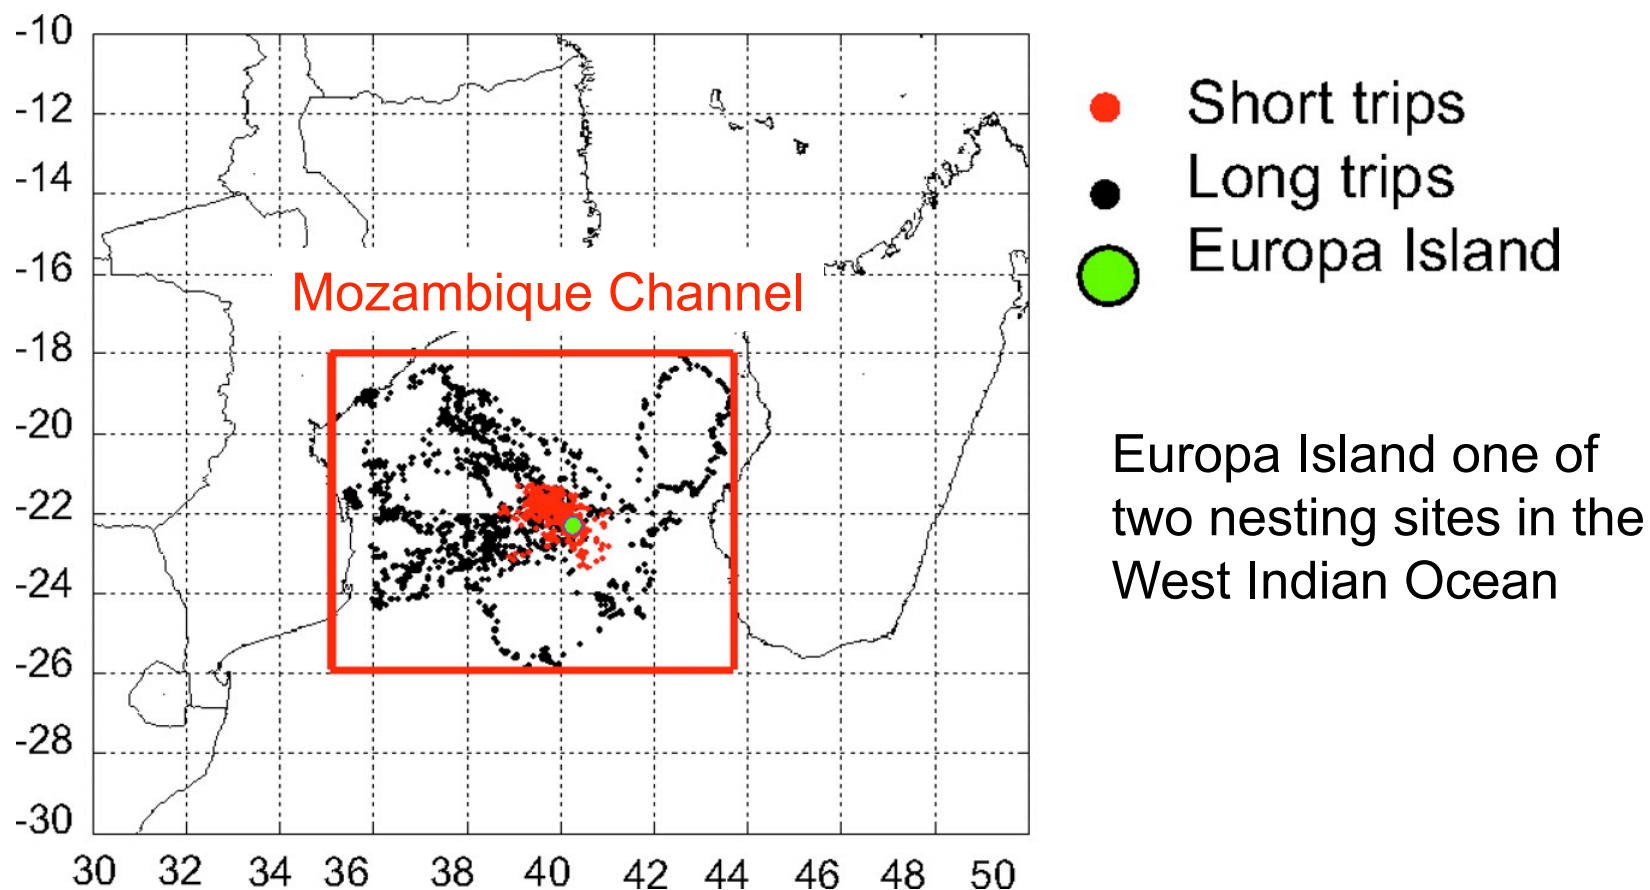 -10
-12
-14
-16
-18
-20
-22
-24
-26
-28
-30
30 32 34 36 38 40 42 44 46 48 50
Mozambique Channel
Short trips
Long trips
Europa Island
Europa Island one of
two nesting sites in the
West Indian Ocean